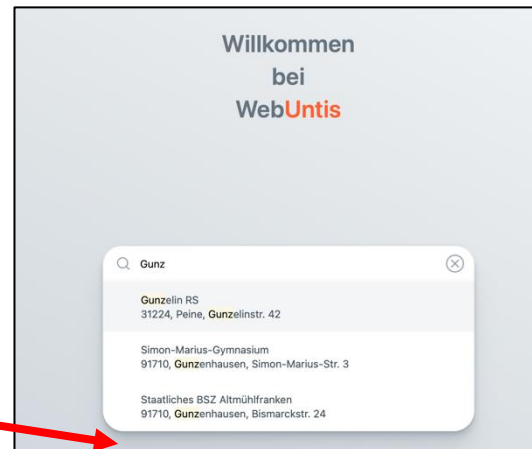 Willkommen
bei
WebUntis
Gunz
Gunzelin RS
31224, Peine, Gunzelinstr. 42
Simon-Marius-Gymnasium
91710, Gunzenhausen, Simon-Marius-Str. 3
Staatliches BSZ Altmühlfranken
91710, Gunzenhausen, Bismarckstr. 24